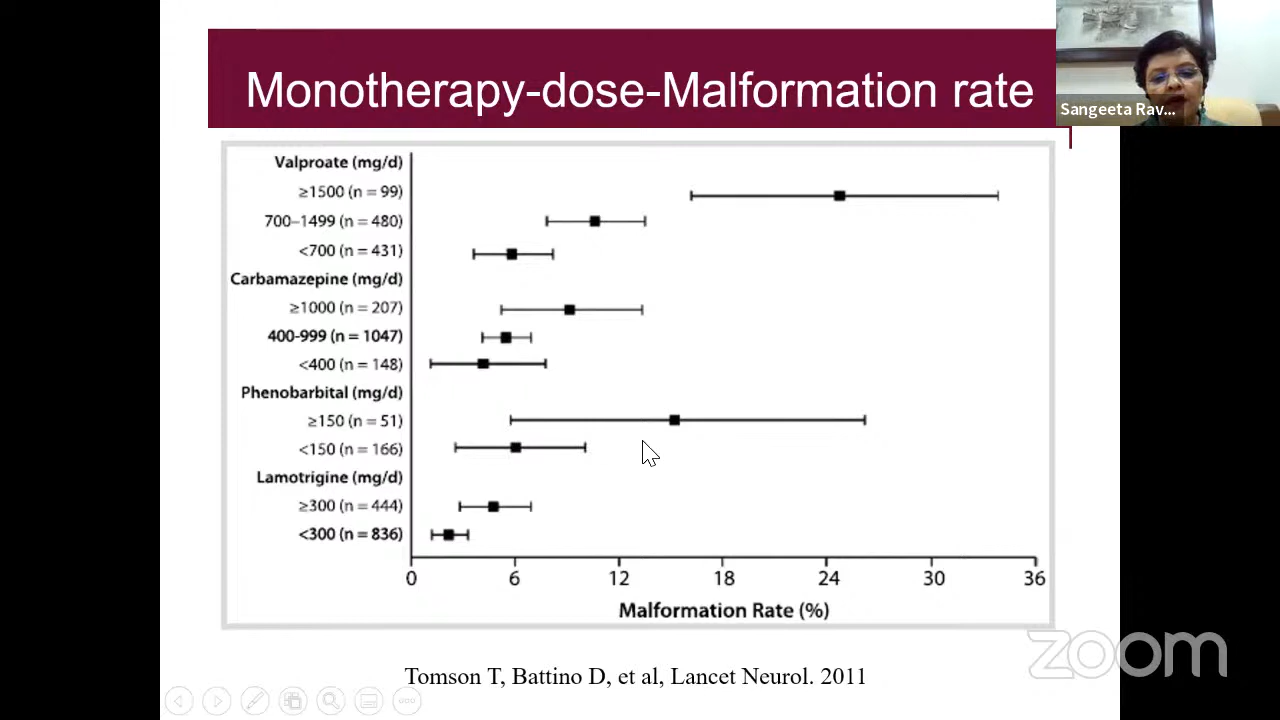 Monotherapy-dose-Malformation rate
Sangeeta Rav...
Valproate (mg/d)
≥1500 (n = 99)
700–1499 (n = 480)
<700 (n = 431)
Carbamazepine (mg/d)
≥1000 (n = 207)
400-999 (n = 1047)
<400 (n = 148)
Phenobarbital (mg/d)
≥150 (n = 51)
<150 (n = 166)
Lamotrigine (mg/d)
≥300 (n = 444)
<300 (n = 836)
0 6 12 18 24 30 36
Malformation Rate (%)
zoom
Tomson T, Battino D, et al, Lancet Neurol. 2011